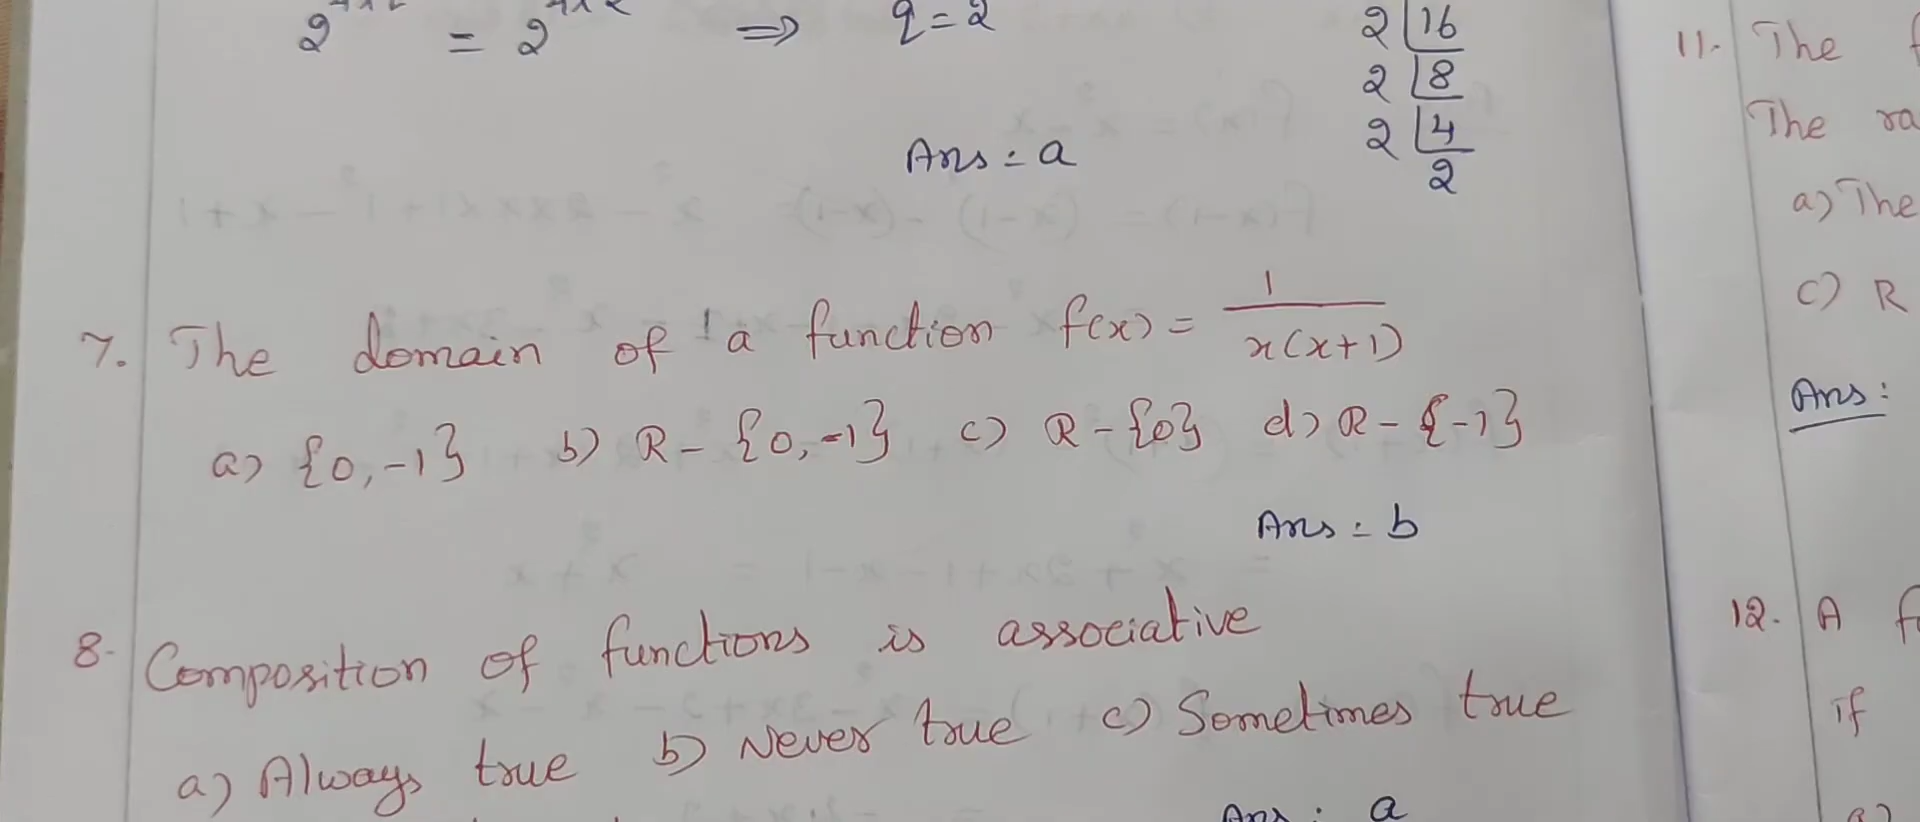 = 2 ⇒ q = 2
2 | 16
2 | 8
2 | 4
2
Ans : a
7. The domain of a function f(x) = 1/x(x+1)
a) {0, -1} b) R - {0, -1} c) R - {0} d) R - {-1}
Ans : b
8. Composition of functions is associative
a) Always true b) Never true c) Sometimes true
Ans : a
11. The
The
a) The
c) R
Ans :
12. A
if